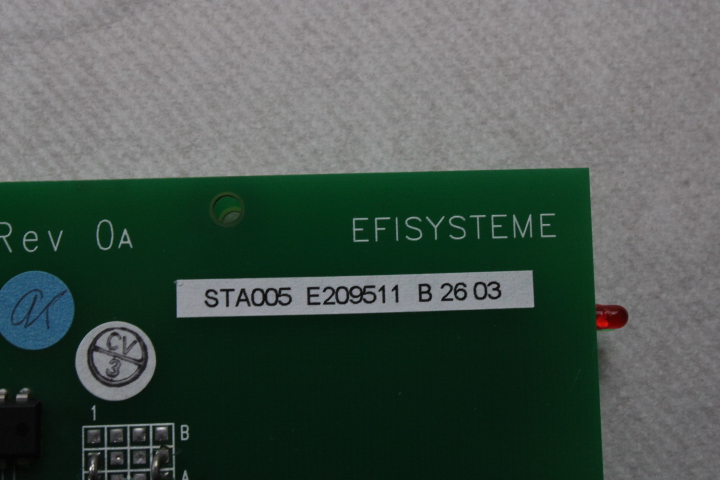 Rev 0A
EFISYSTEME
STA005 E209511 B 26 03
CV
3
1
B
A